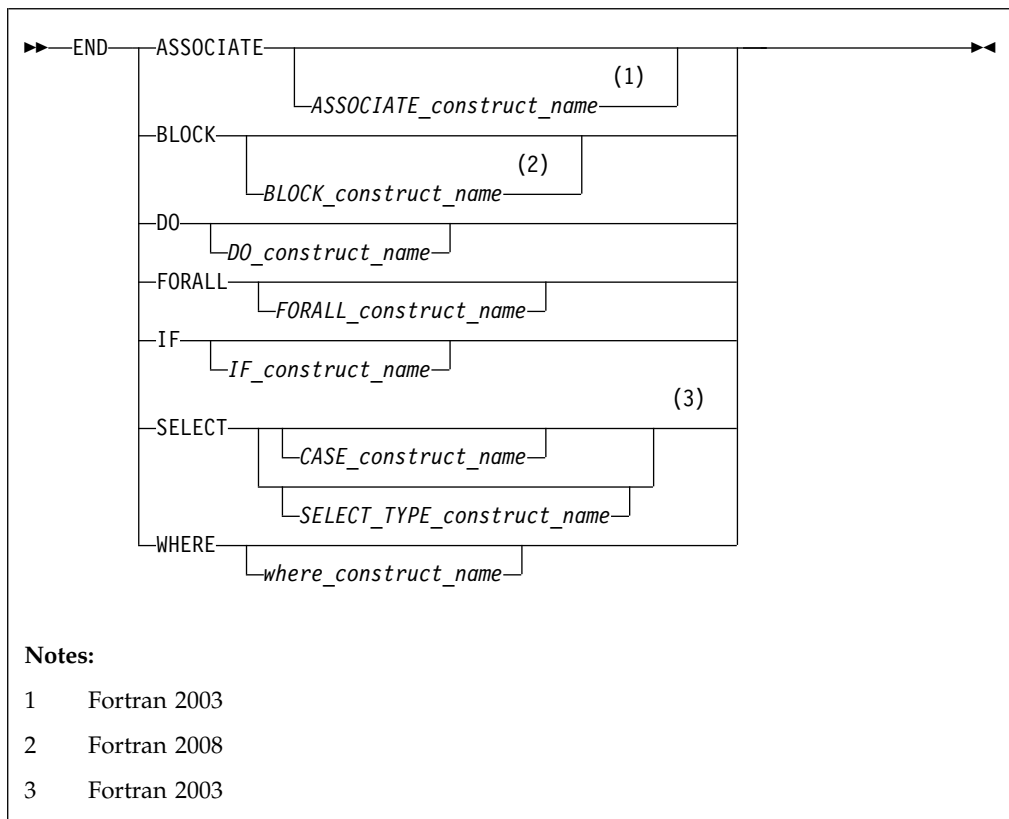 END ASSOCIATE
(1)
ASSOCIATE_construct_name
BLOCK
(2)
BLOCK_construct_name
DO
DO_construct_name
FORALL
FORALL_construct_name
IF
IF_construct_name
(3)
SELECT
CASE_construct_name
SELECT_TYPE_construct_name
WHERE
where_construct_name
Notes:
1 Fortran 2003
2 Fortran 2008
3 Fortran 2003